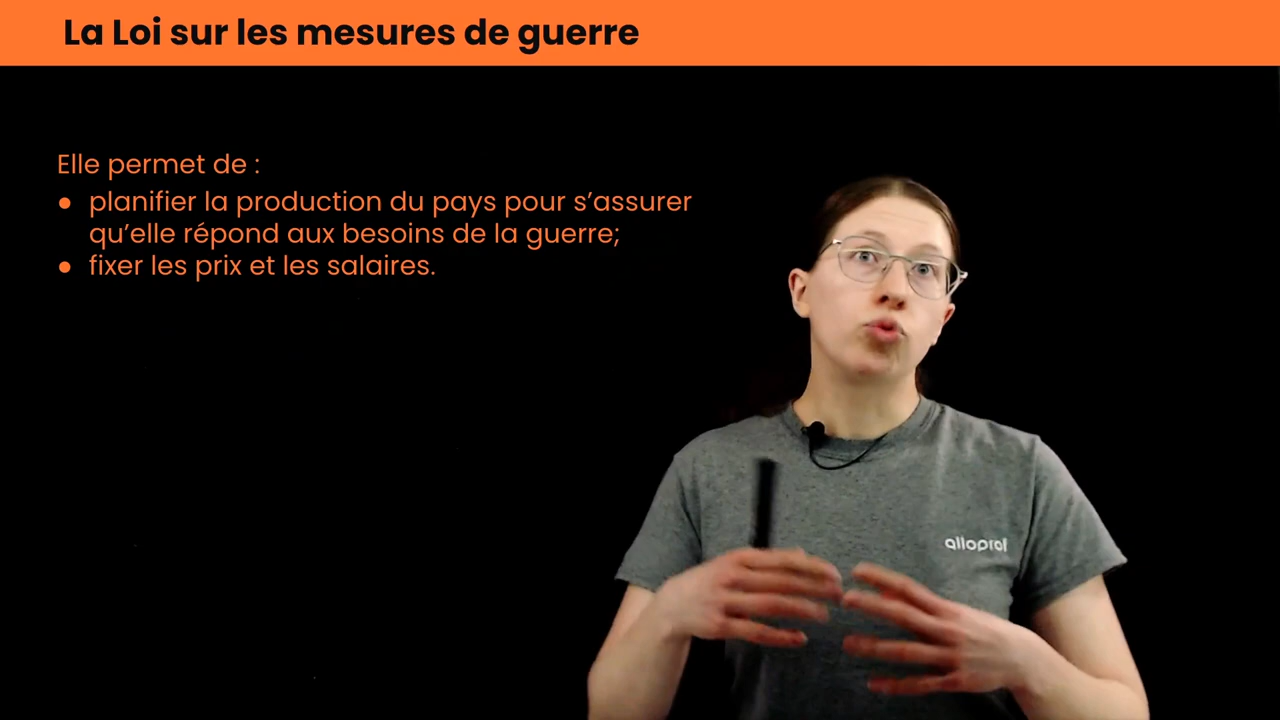 La Loi sur les mesures de guerre
Elle permet de :
● planifier la production du pays pour s’assurer
qu’elle répond aux besoins de la guerre;
● fixer les prix et les salaires.
alloprof